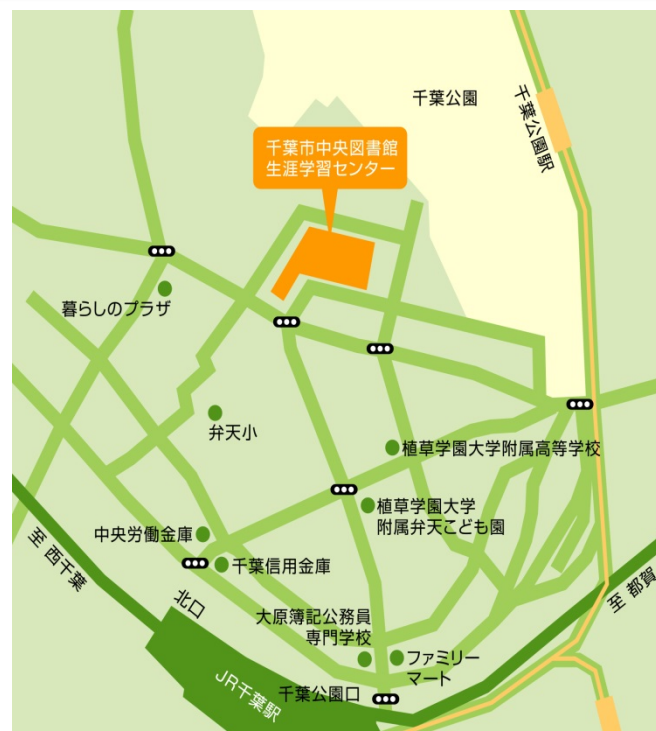 千葉公園
千葉公園駅
千葉市中央図書館
生涯学習センター
暮らしのプラザ
弁天小
植草学園大学附属高等学校
植草学園大学
附属弁天こども園
中央労働金庫
千葉信用金庫
至 西千葉
北口
大原簿記公務員
専門学校
ファミリー
マート
至 都賀
JR千葉駅
千葉公園口